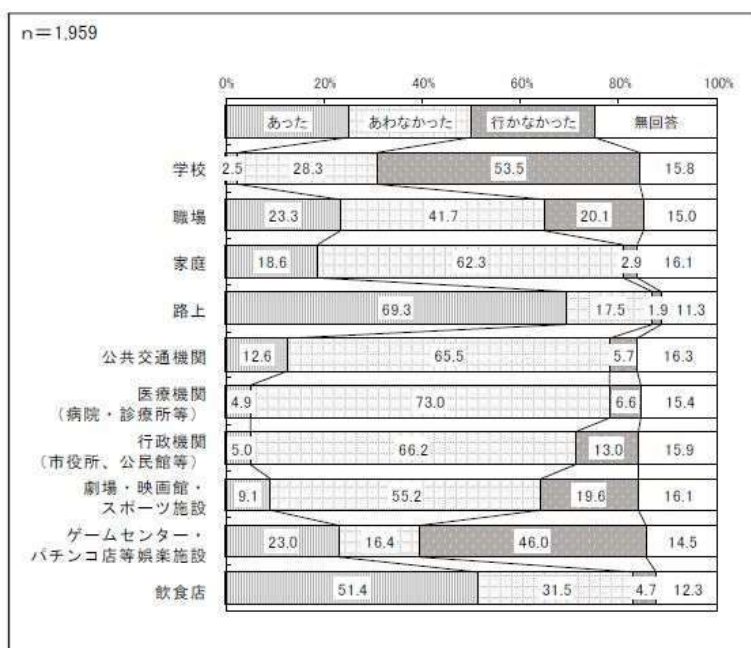 n=1,959
0% 20% 40% 60% 80% 100%
あった あわなかった 行かなかった 無回答
学校 2.5 28.3 53.5 15.8
職場 23.3 41.7 20.1 15.0
家庭 18.6 62.3 2.9 16.1
路上 69.3 17.5 1.9 11.3
公共交通機関 12.6 65.5 5.7 16.3
医療機関
(病院・診療所等) 4.9 73.0 6.6 15.4
行政機関
(市役所、公民館等) 5.0 66.2 13.0 15.9
劇場・映画館・
スポーツ施設 9.1 55.2 19.6 16.1
ゲームセンター・
パチンコ店等娯楽施設 23.0 16.4 46.0 14.5
飲食店 51.4 31.5 4.7 12.3